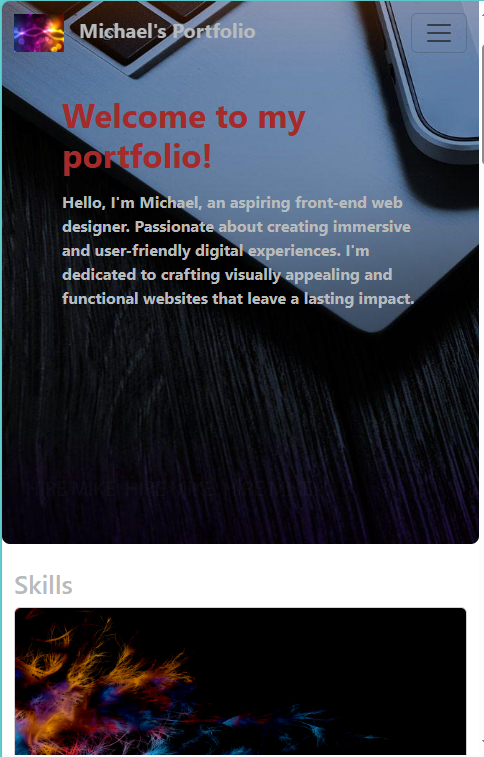 Michael's Portfolio
Welcome to my
portfolio!
Hello, I'm Michael, an aspiring front-end web
designer. Passionate about creating immersive
and user-friendly digital experiences. I'm
dedicated to crafting visually appealing and
functional websites that leave a lasting impact.
Skills